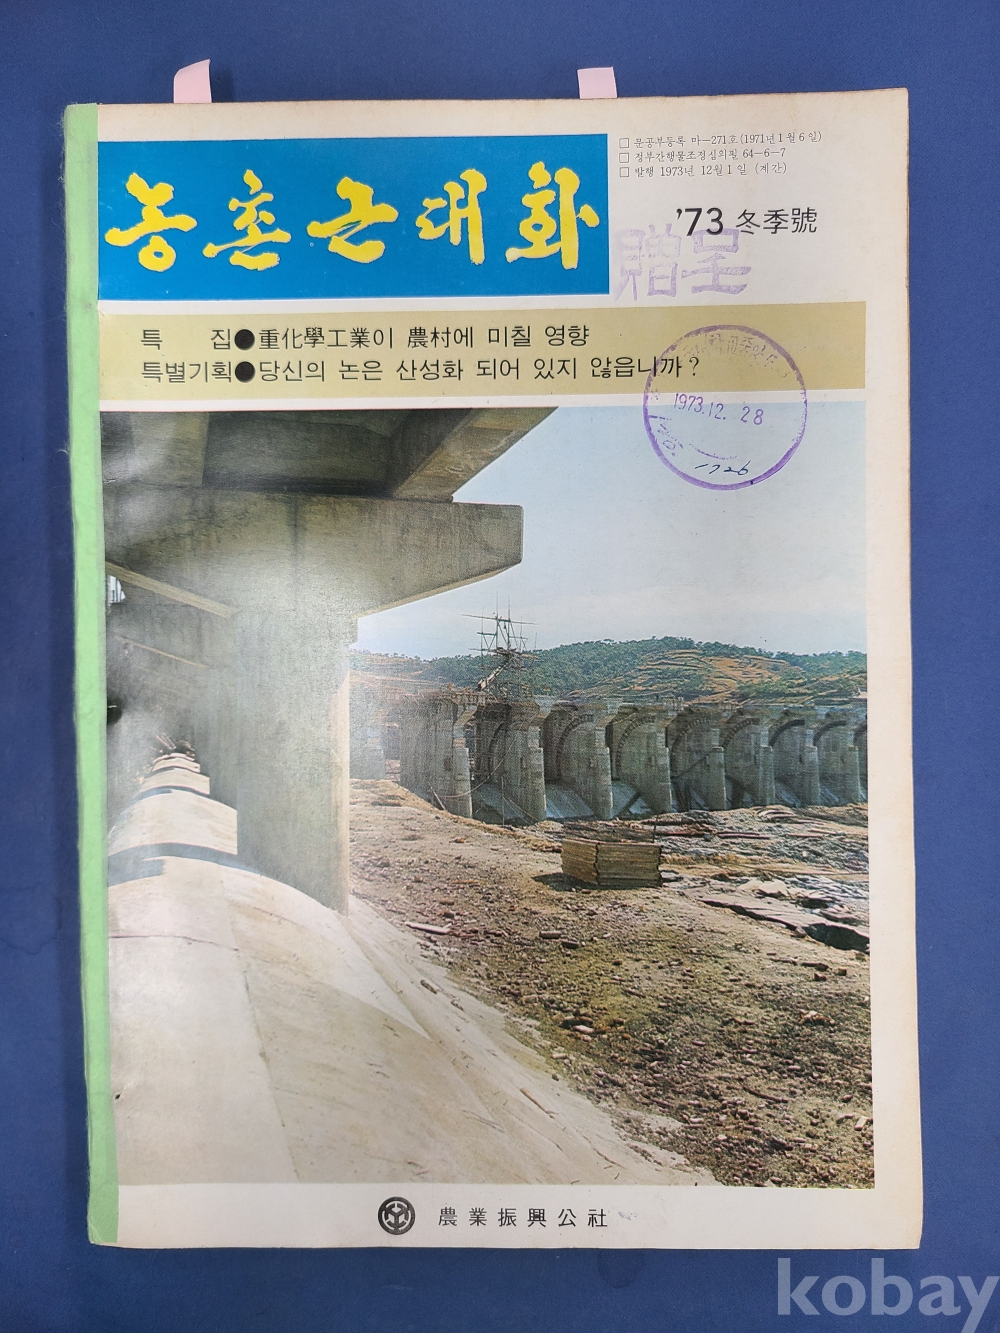 □ 문공부등록 마—271호(1971년 1월 6일)
□ 정부간행물조정심의필 64—6—7
□ 발행 1973년 12월 1일 (계간)
농촌근대화
'73 冬季號
贈呈
특 집●重化學工業이 農村에 미칠 영향
특별기획●당신의 논은 산성화 되어 있지 않읍니까?
1973.12. 28
1726
農業振興公社
kobay